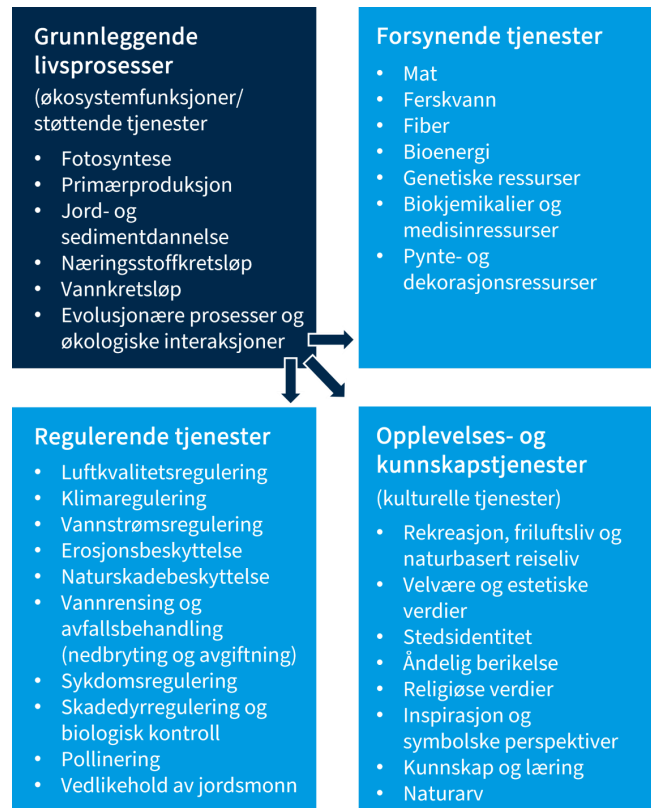 Grunnleggende
livsprosesser
(økosystemfunksjoner/
støttende tjenester
• Fotosyntese
• Primærproduksjon
• Jord- og
sedimentdannelse
• Næringsstoffkretsløp
• Vannkretsløp
• Evolusjonære prosesser og
økologiske interaksjoner
Forsynende tjenester
• Mat
• Ferskvann
• Fiber
• Bioenergi
• Genetiske ressurser
• Biokjemikalier og
medisinressurser
• Pynte- og
dekorasjonsressurser
Regulerende tjenester
• Luftkvalitetsregulering
• Klimaregulering
• Vannstrømsregulering
• Erosjonsbeskyttelse
• Naturskadebeskyttelse
• Vannrensing og
avfallsbehandling
(nedbryting og avgiftning)
• Sykdomsregulering
• Skadedyrregulering og
biologisk kontroll
• Pollinering
• Vedlikehold av jordsmonn
Opplevelses- og
kunnskapstjenester
(kulturelle tjenester)
• Rekreasjon, friluftsliv og
naturbasert reiseliv
• Velvære og estetiske
verdier
• Stedsidentitet
• Åndelig berikelse
• Religiøse verdier
• Inspirasjon og
symbolske perspektiver
• Kunnskap og læring
• Naturarv